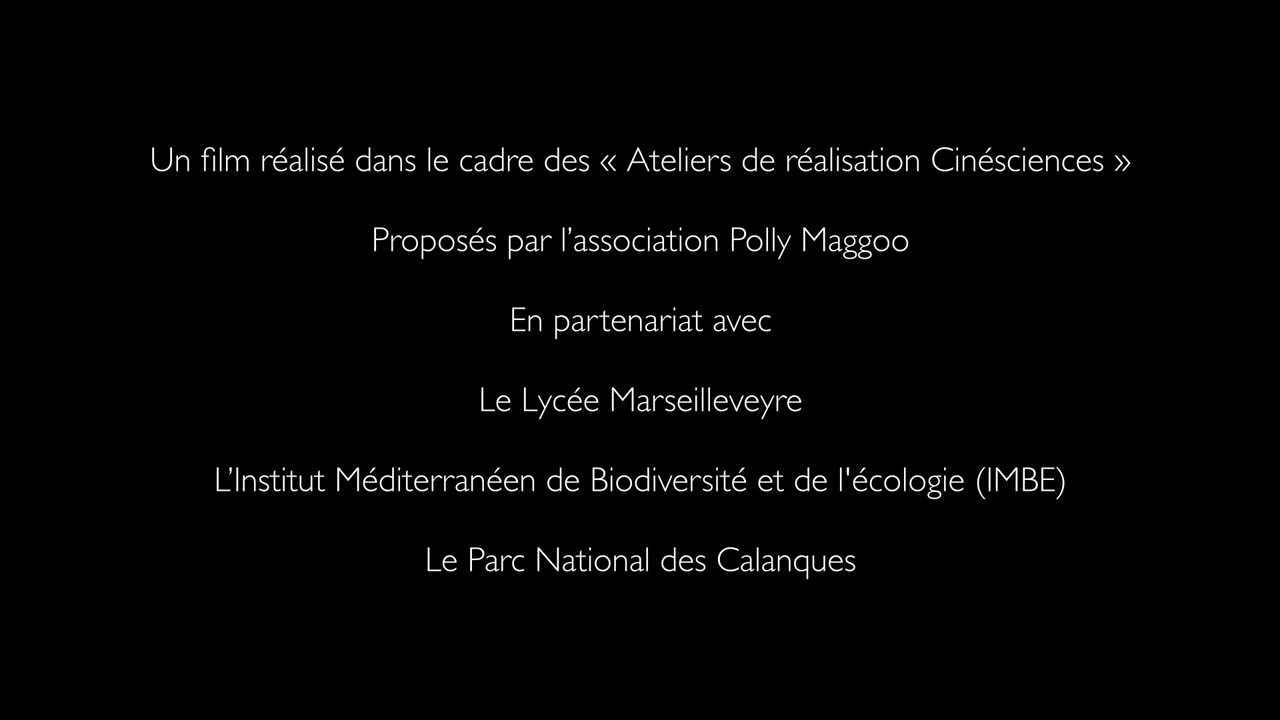 Un film réalisé dans le cadre des « Ateliers de réalisation Cinésciences »
Proposés par l’association Polly Maggoo
En partenariat avec
Le Lycée Marseilleveyre
L’Institut Méditerranéen de Biodiversité et de l'écologie (IMBE)
Le Parc National des Calanques